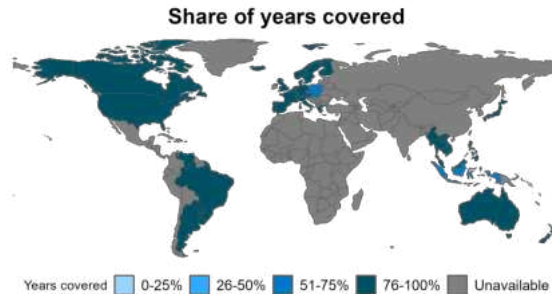 Share of years covered
Years covered 0-25% 26-50% 51-75% 76-100% Unavailable